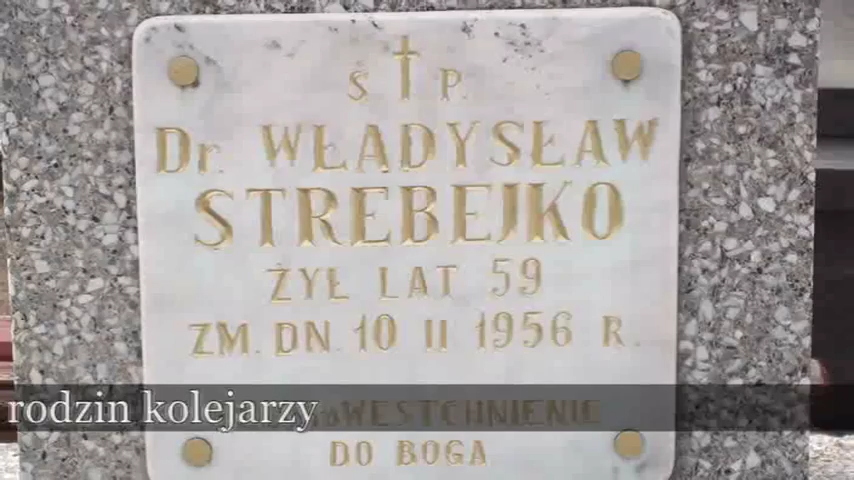 Ś P.
Dr. WŁADYSŁAW
STREBEJKO
ŻYŁ LAT 59
ZM. DN. 10 II 1956 R.
WESTCHNIENIE
rodzin kolejarzy
DO BOGA